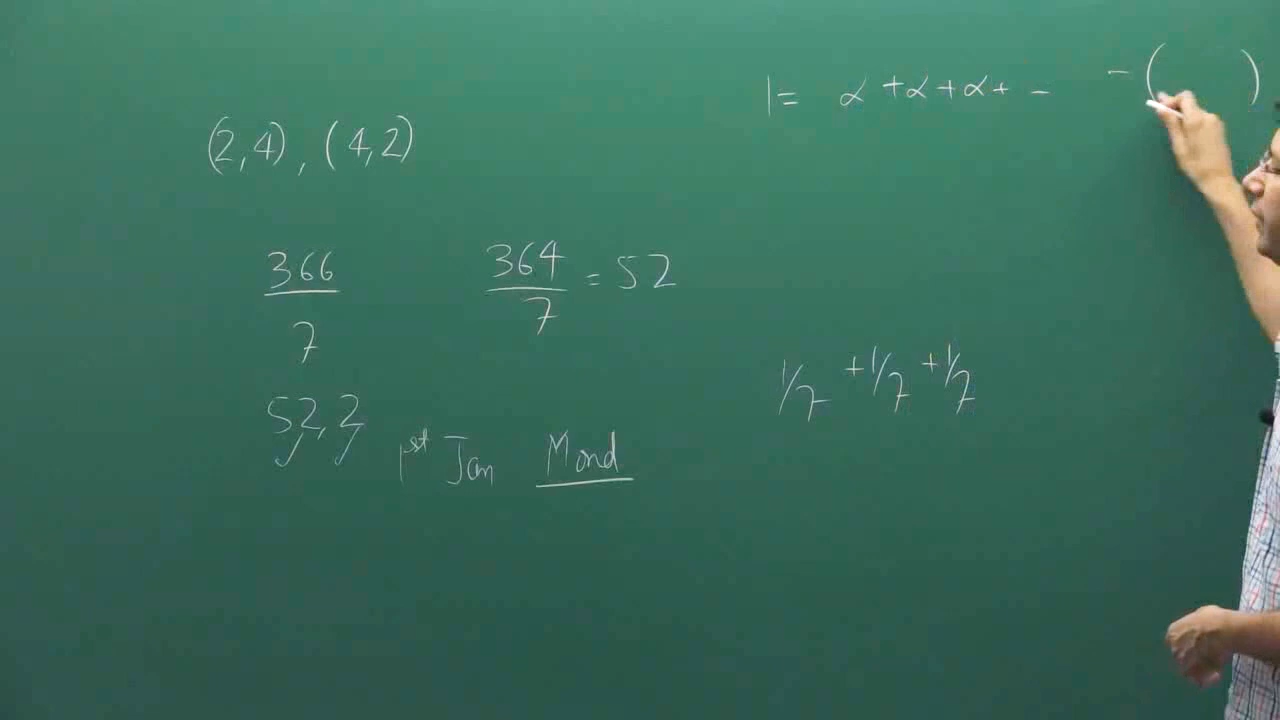 1 = α + α + α + - - ( )
(2,4), (4,2)
366/7
364/7 = 52
1/7 + 1/7 + 1/7
52, 2
1st Jan Mond